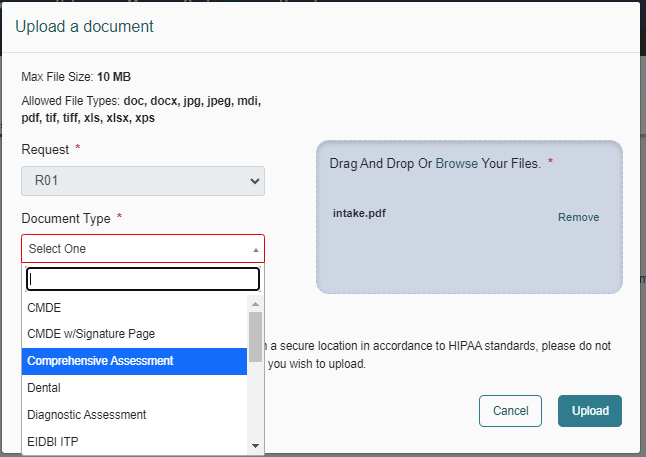 Upload a document
Max File Size: 10 MB
Allowed File Types: doc, docx, jpg, jpeg, mdi,
pdf, tif, tiff, xls, xlsx, xps
Request *
R01
Document Type *
Select One
CMDE
CMDE w/Signature Page
Comprehensive Assessment
Dental
Diagnostic Assessment
EIDBI ITP
Drag And Drop Or Browse Your Files. *
intake.pdf
Remove
a secure location in accordance to HIPAA standards, please do not
you wish to upload.
Cancel
Upload